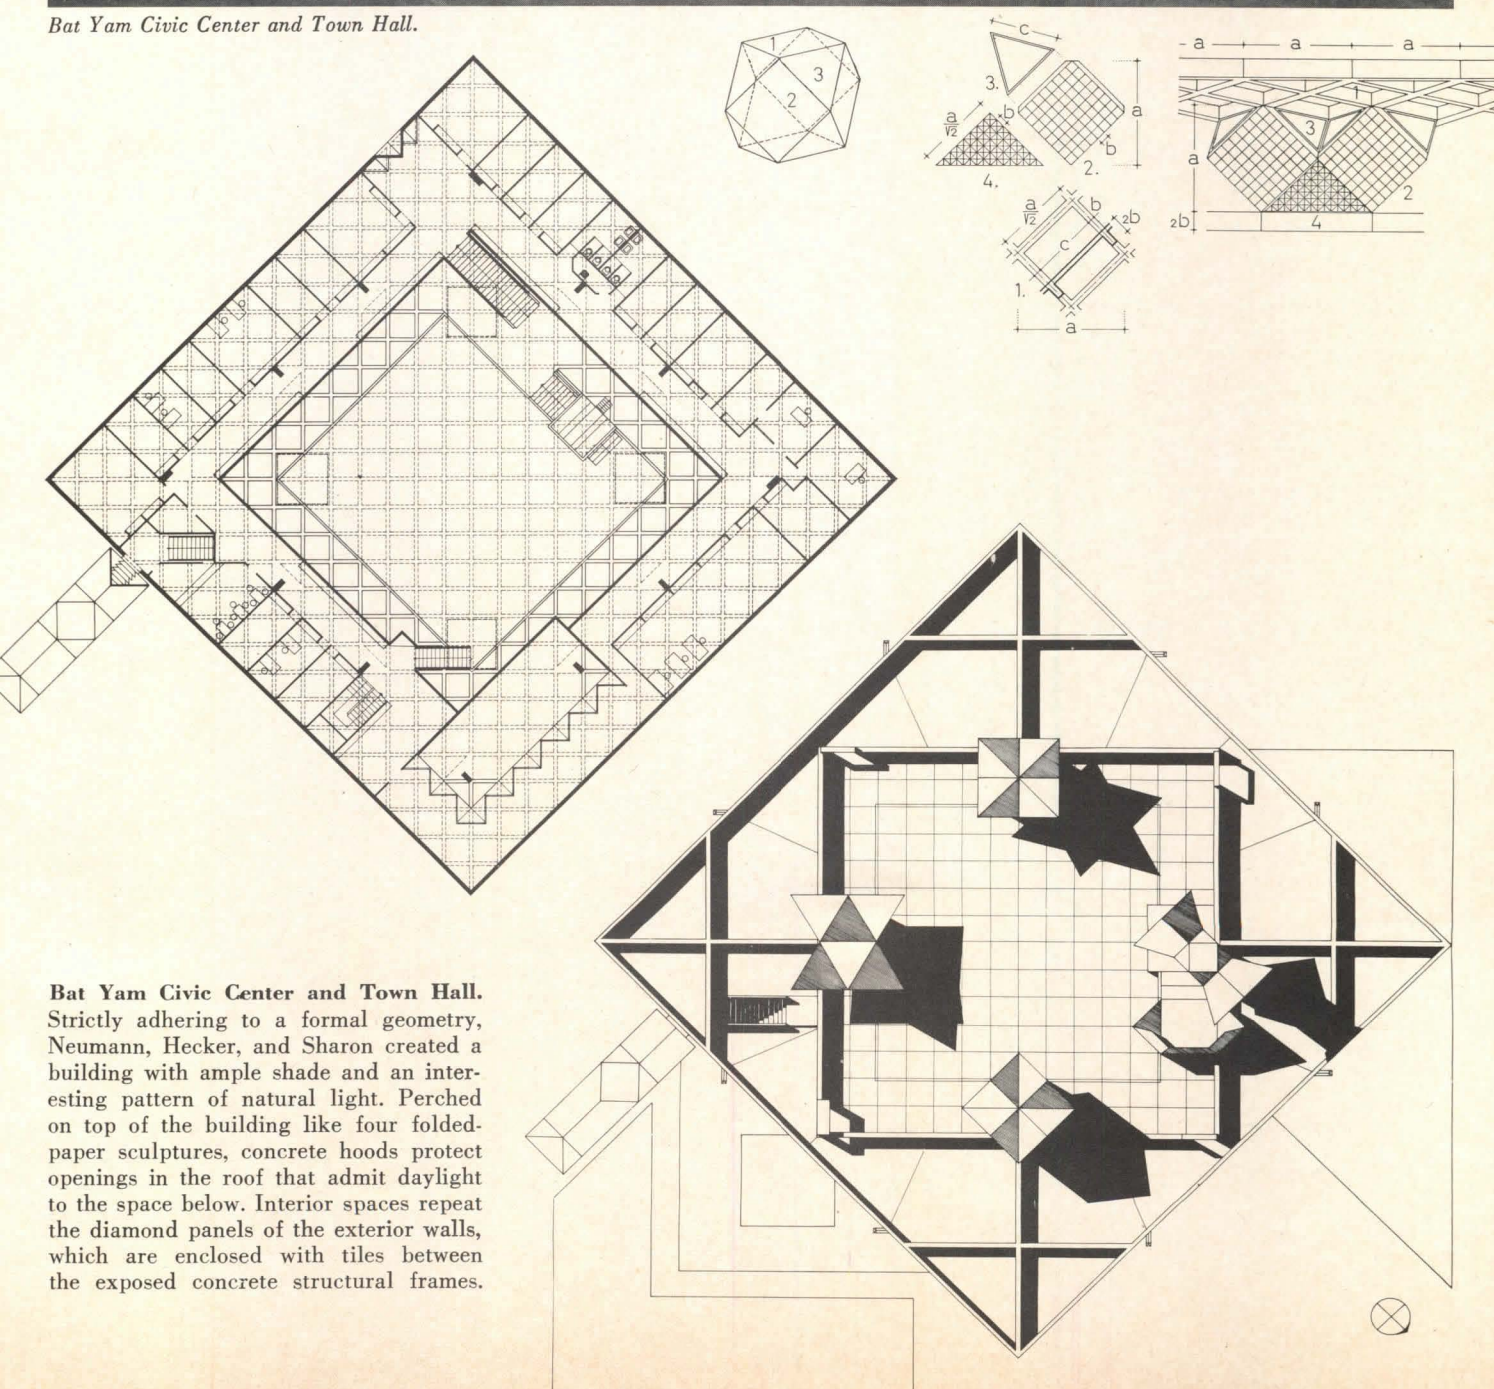 Bat Yam Civic Center and Town Hall.
1
3
2
c
3.
a
b
a/√2
b
4.
2.
a/√2
b
2b
c
1.
a
a a a
1
3
a
2
2b
4
Bat Yam Civic Center and Town Hall.
Strictly adhering to a formal geometry,
Neumann, Hecker, and Sharon created a
building with ample shade and an inter-
esting pattern of natural light. Perched
on top of the building like four folded-
paper sculptures, concrete hoods protect
openings in the roof that admit daylight
to the space below. Interior spaces repeat
the diamond panels of the exterior walls,
which are enclosed with tiles between
the exposed concrete structural frames.